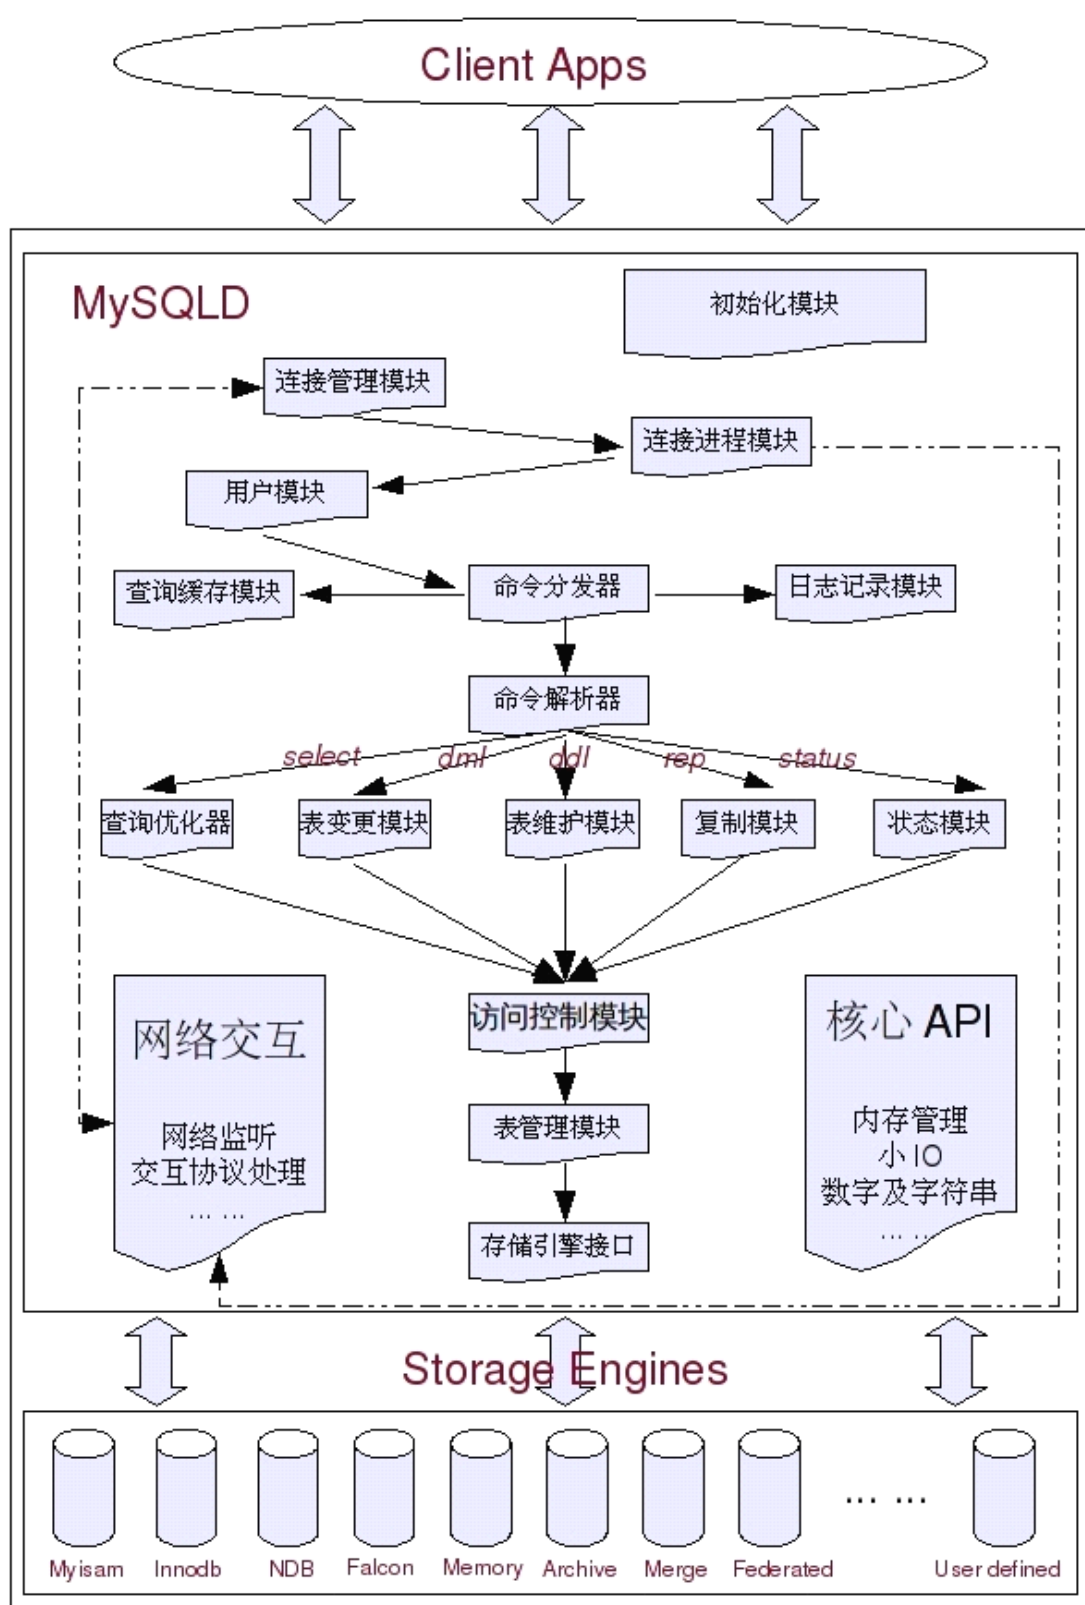 Client Apps
MySQLD
初始化模块
连接管理模块
连接进程模块
用户模块
查询缓存模块
命令分发器
日志记录模块
命令解析器
select
dml
ddl
rep
status
查询优化器
表变更模块
表维护模块
复制模块
状态模块
网络交互
网络监听
交互协议处理
... ...
访问控制模块
表管理模块
存储引擎接口
核心 API
内存管理
小 IO
数字及字符串
... ...
Storage Engines
... ...
Myisam
Innodb
NDB
Falcon
Memory
Archive
Merge
Federated
User defined